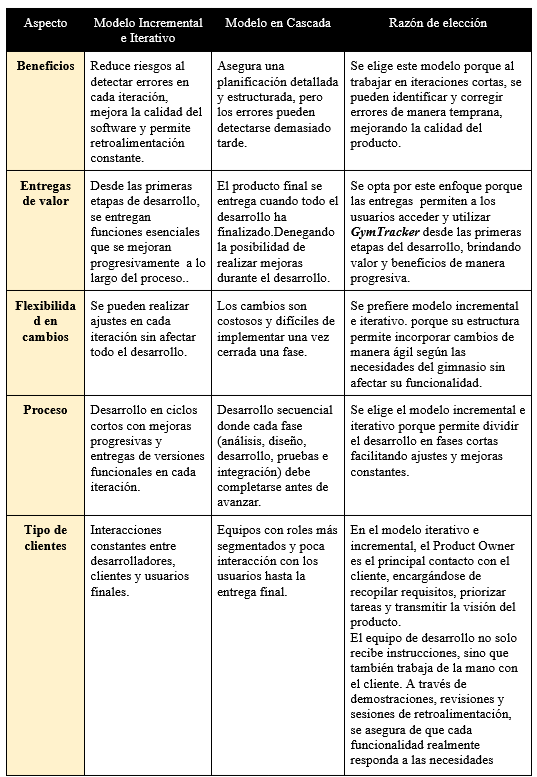 Aspecto
Modelo Incremental
e Iterativo
Modelo en Cascada
Razón de elección
Beneficios
Reduce riesgos al
detectar errores en
cada iteración,
mejora la calidad del
software y permite
retroalimentación
constante.
Asegura una
planificación detallada
y estructurada, pero
los errores pueden
detectarse demasiado
tarde.
Se elige este modelo porque al
trabajar en iteraciones cortas, se
pueden identificar y corregir
errores de manera temprana,
mejorando la calidad del
producto.
Entregas
de valor
Desde las primeras
etapas de desarrollo,
se entregan
funciones esenciales
que se mejoran
progresivamente a lo
largo del proceso..
El producto final se
entrega cuando todo el
desarrollo ha
finalizado.Denegando
la posibilidad de
realizar mejoras
durante el desarrollo.
Se opta por este enfoque porque
las entregas permiten a los
usuarios acceder y utilizar
GymTracker desde las primeras
etapas del desarrollo, brindando
valor y beneficios de manera
progresiva.
Flexibilida
d en
cambios
Se pueden realizar
ajustes en cada
iteración sin afectar
todo el desarrollo.
Los cambios son
costosos y difíciles de
implementar una vez
cerrada una fase.
Se prefiere modelo incremental
e iterativo. porque su estructura
permite incorporar cambios de
manera ágil según las
necesidades del gimnasio sin
afectar su funcionalidad.
Proceso
Desarrollo en ciclos
cortos con mejoras
progresivas y
entregas de versiones
funcionales en cada
iteración.
Desarrollo secuencial
donde cada fase
(análisis, diseño,
desarrollo, pruebas e
integración) debe
completarse antes de
avanzar.
Se elige el modelo incremental e
iterativo porque permite dividir
el desarrollo en fases cortas
facilitando ajustes y mejoras
constantes.
Tipo de
clientes
Interacciones
constantes entre
desarrolladores,
clientes y usuarios
finales.
Equipos con roles más
segmentados y poca
interacción con los
usuarios hasta la
entrega final.
En el modelo iterativo e
incremental, el Product Owner
es el principal contacto con el
cliente, encargándose de
recopilar requisitos, priorizar
tareas y transmitir la visión del
producto.
El equipo de desarrollo no solo
recibe instrucciones, sino que
también trabaja de la mano con
el cliente. A través de
demostraciones, revisiones y
sesiones de retroalimentación,
se asegura de que cada
funcionalidad realmente
responda a las necesidades